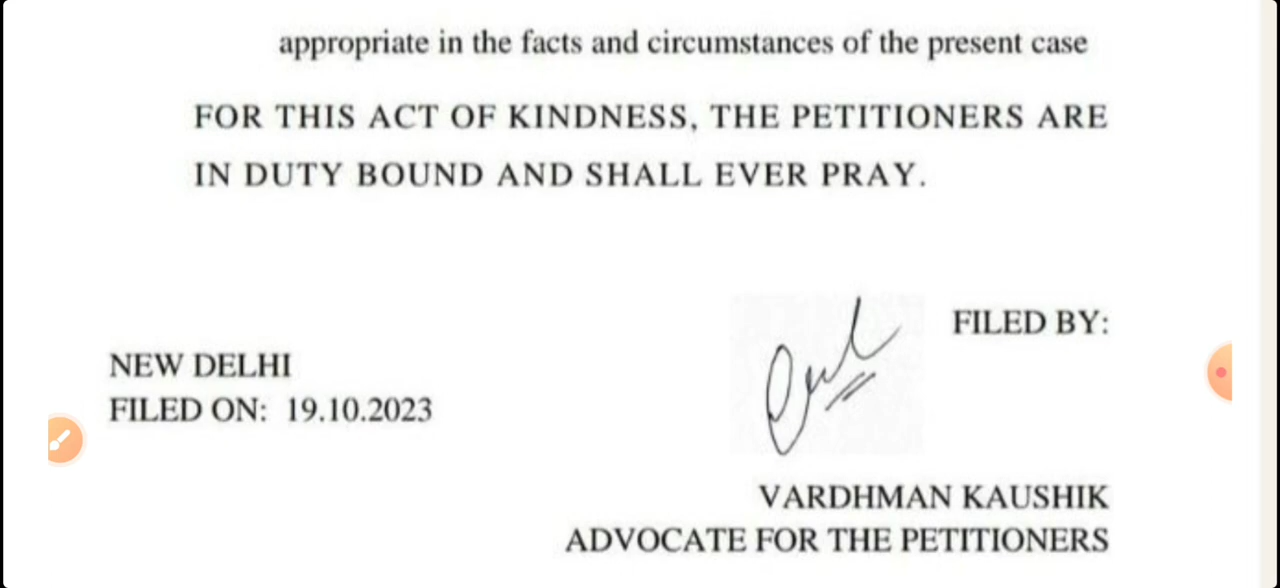 appropriate in the facts and circumstances of the present case
FOR THIS ACT OF KINDNESS, THE PETITIONERS ARE
IN DUTY BOUND AND SHALL EVER PRAY.
FILED BY:
NEW DELHI
FILED ON: 19.10.2023
VARDHMAN KAUSHIK
ADVOCATE FOR THE PETITIONERS